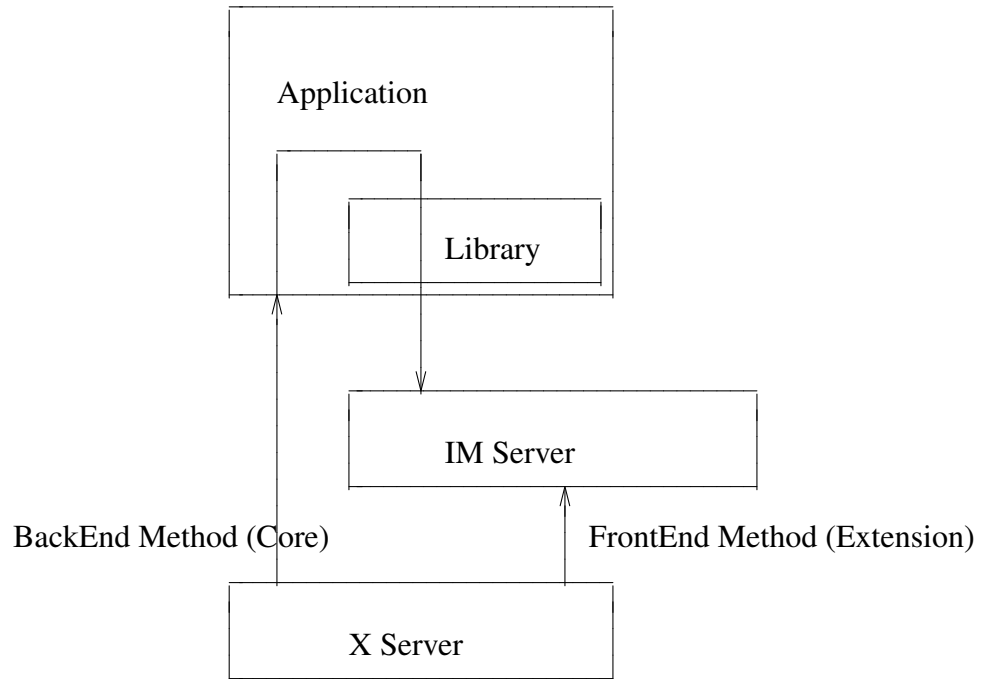 Application
Library
IM Server
BackEnd Method (Core)
FrontEnd Method (Extension)
X Server